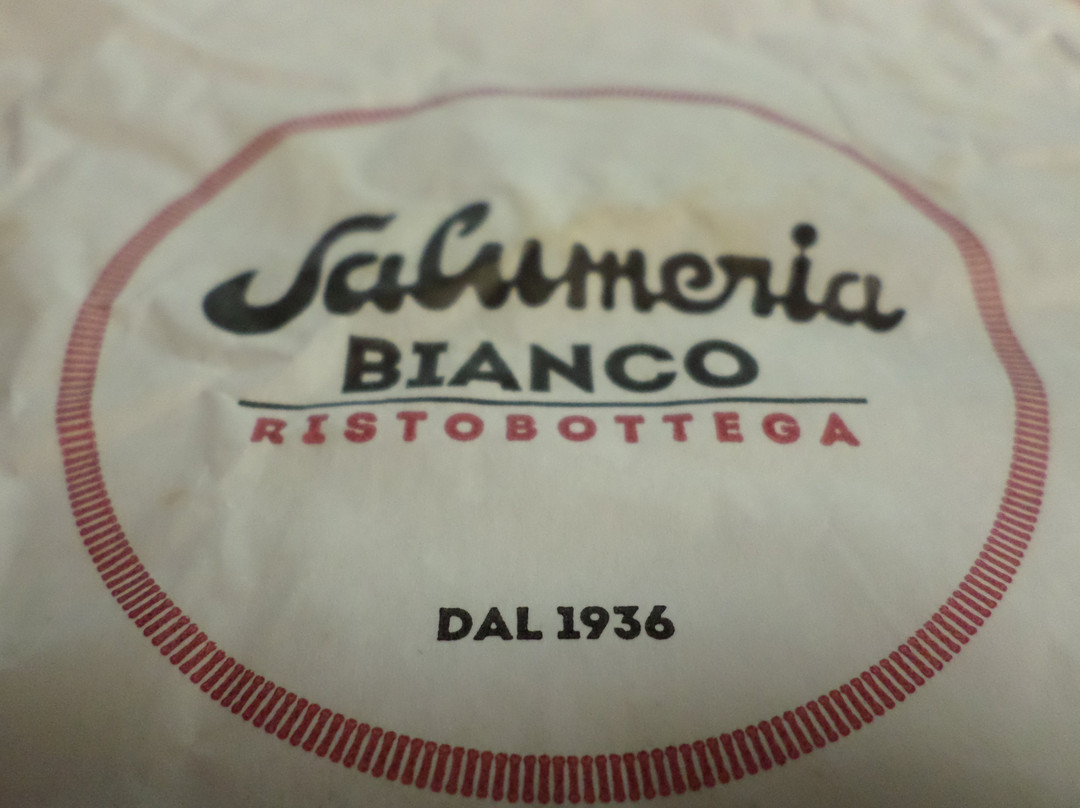 Salumeria
BIANCO
RISTOBOTTEGA
DAL 1936